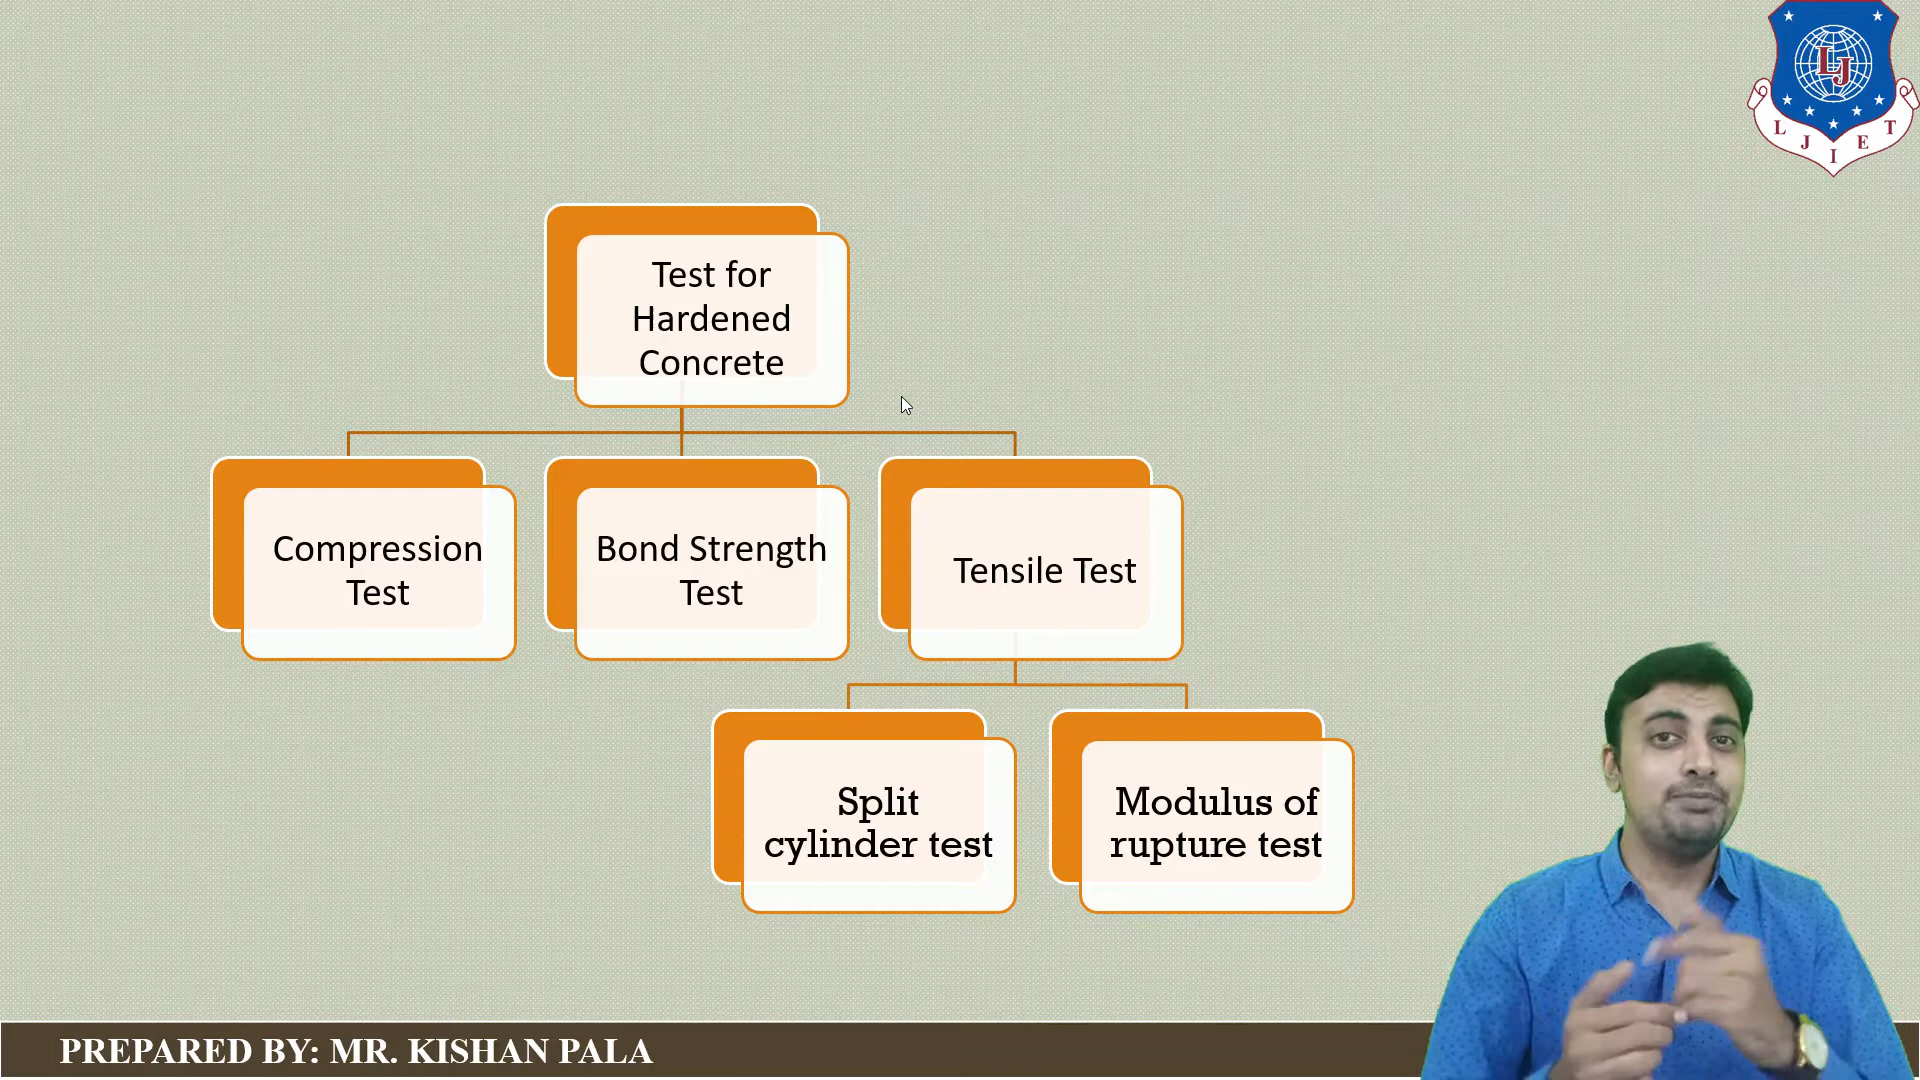 LJ
L J I E T
Test for
Hardened
Concrete
Compression
Test
Bond Strength
Test
Tensile Test
Split
cylinder test
Modulus of
rupture test
PREPARED BY: MR. KISHAN PALA